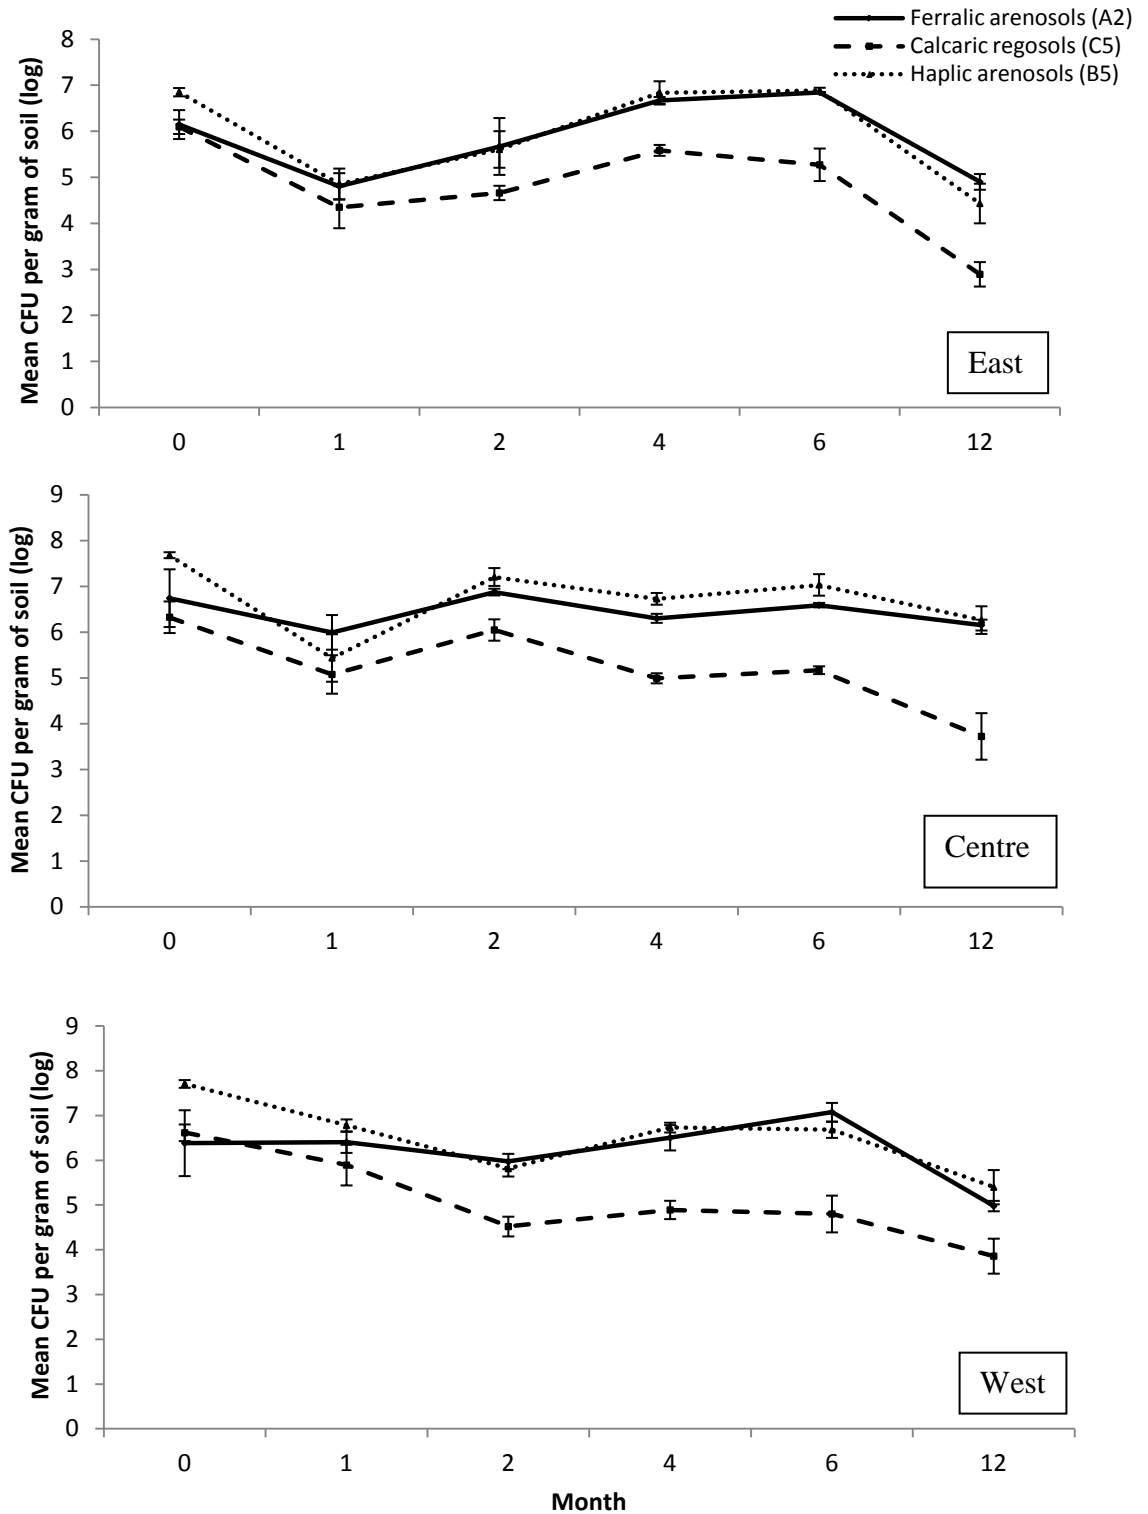 Ferralic arenosols (A2)
Calcaric regosols (C5)
Haplic arenosols (B5)
Mean CFU per gram of soil (log)
8
7
6
5
4
3
2
1
0
East
0 1 2 4 6 12
Mean CFU per gram of soil (log)
9
8
7
6
5
4
3
2
1
0
Centre
0 1 2 4 6 12
Mean CFU per gram of soil (log)
9
8
7
6
5
4
3
2
1
0
West
0 1 2 4 6 12
Month